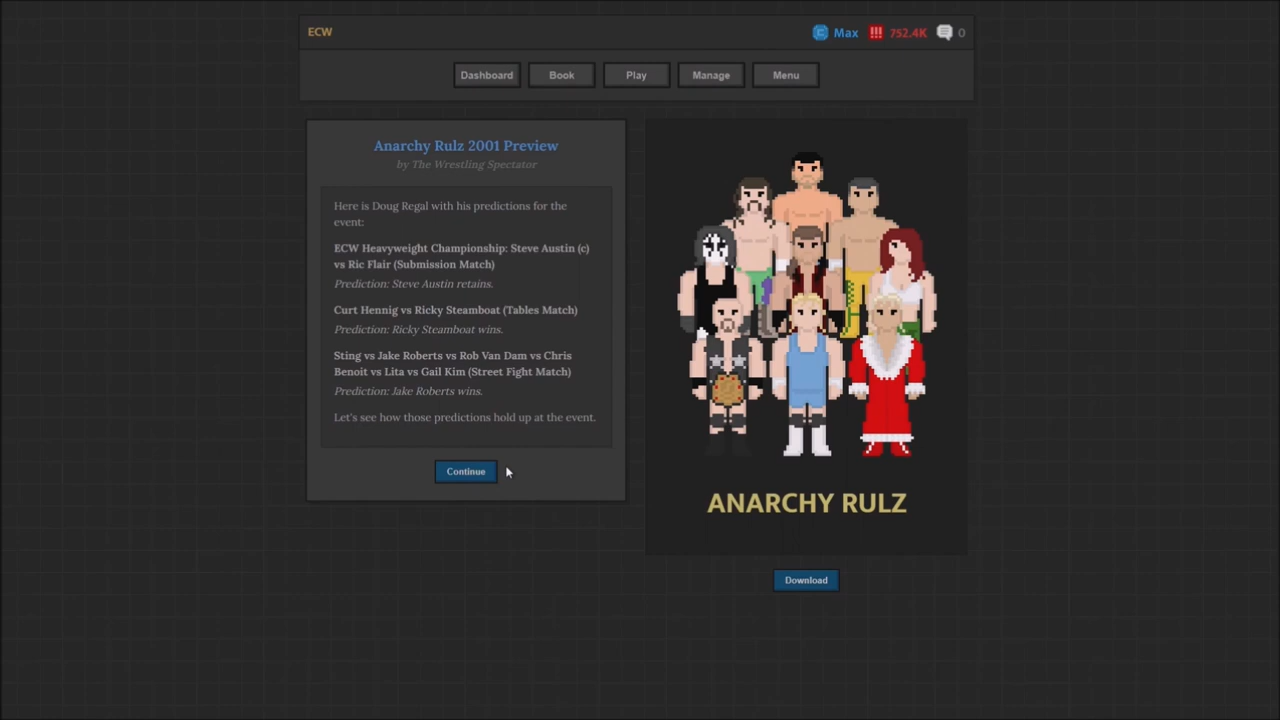 ECW
Max
752.4K
0
Dashboard
Book
Play
Manage
Menu
Anarchy Rulz 2001 Preview
by The Wrestling Spectator
Here is Doug Regal with his predictions for the
event:
ECW Heavyweight Championship: Steve Austin (c)
vs Ric Flair (Submission Match)
Prediction: Steve Austin retains.
Curt Hennig vs Ricky Steamboat (Tables Match)
Prediction: Ricky Steamboat wins.
Sting vs Jake Roberts vs Rob Van Dam vs Chris
Benoit vs Lita vs Gail Kim (Street Fight Match)
Prediction: Jake Roberts wins.
Let's see how those predictions hold up at the event.
Continue
ANARCHY RULZ
Download